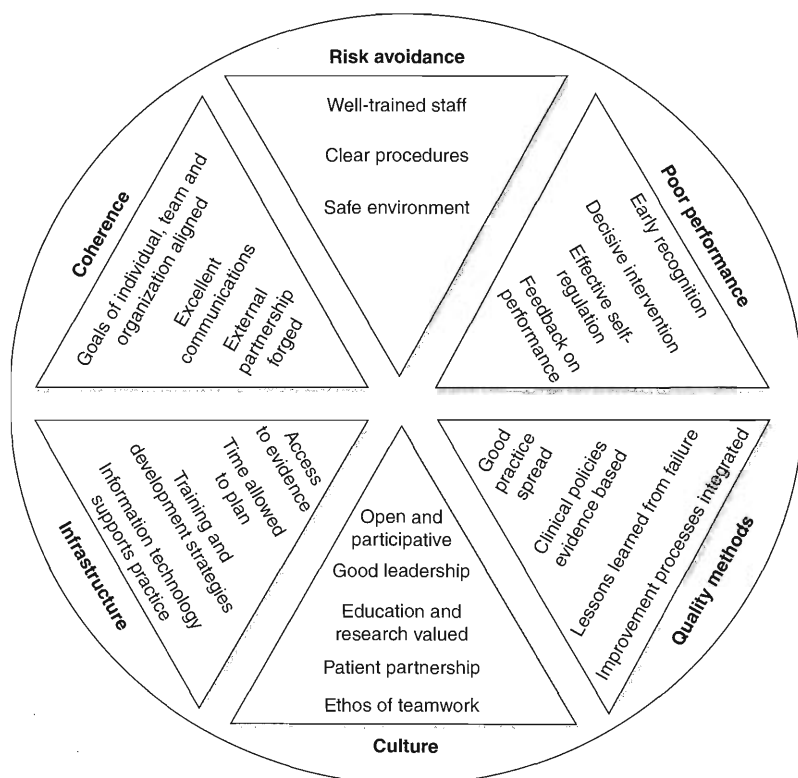 Risk avoidance
Well-trained staff
Clear procedures
Safe environment
Poor performance
Early recognition
Decisive intervention
Effective self-
regulation
Feedback on
performance
Quality methods
Good
practice
spread
Clinical policies
evidence based
Lessons learned from failure
Improvement processes integrated
Culture
Open and
participative
Good leadership
Education and
research valued
Patient partnership
Ethos of teamwork
Infrastructure
Access
to evidence
Time allowed
to plan
Training and
development strategies
Information technology
supports practice
Coherence
Goals of individual, team and
organization aligned
Excellent
communications
External
partnership
forged